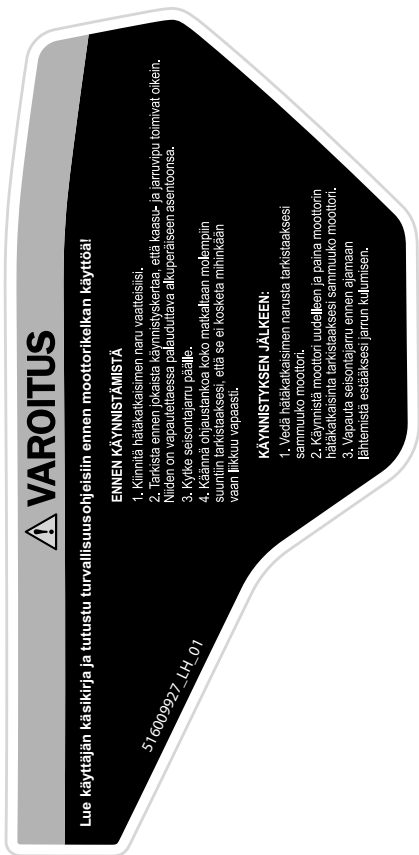 ⚠ VAROITUS
Lue käyttäjän käsikirja ja tutustu turvallisuusohjeisiin ennen moottorikelkan käyttöä!
ENNEN KÄYNNISTÄMISTÄ
1. Kiinnitä hätäkatkaisimen naru vaatteisiisi.
2. Tarkista ennen jokaista käynnistyskertaa, että kaasu- ja jarruvipu toimivat oikein.
Niiden on vapautettaessa palauduttava alkuperäiseen asentoonsa.
3. Kytke seisontajarru päälle.
4. Käännä ohjaustankoa koko matkaltaan molempiin
suuntiin tarkistaaksesi, että se ei kosketa mihinkään
vaan liikkuu vapaasti.
KÄYNNISTYKSEN JÄLKEEN:
1. Vedä hätäkatkaisimen narusta tarkistaaksesi
sammuuko moottori.
2. Käynnistä moottori uudelleen ja paina moottorin
hätäkatkaisinta tarkistaaksesi sammuuko moottori.
3. Vapauta seisontajarru ennen ajamaan
lähtemistä estääksesi jarrun kulumisen.
516009927_LH_01